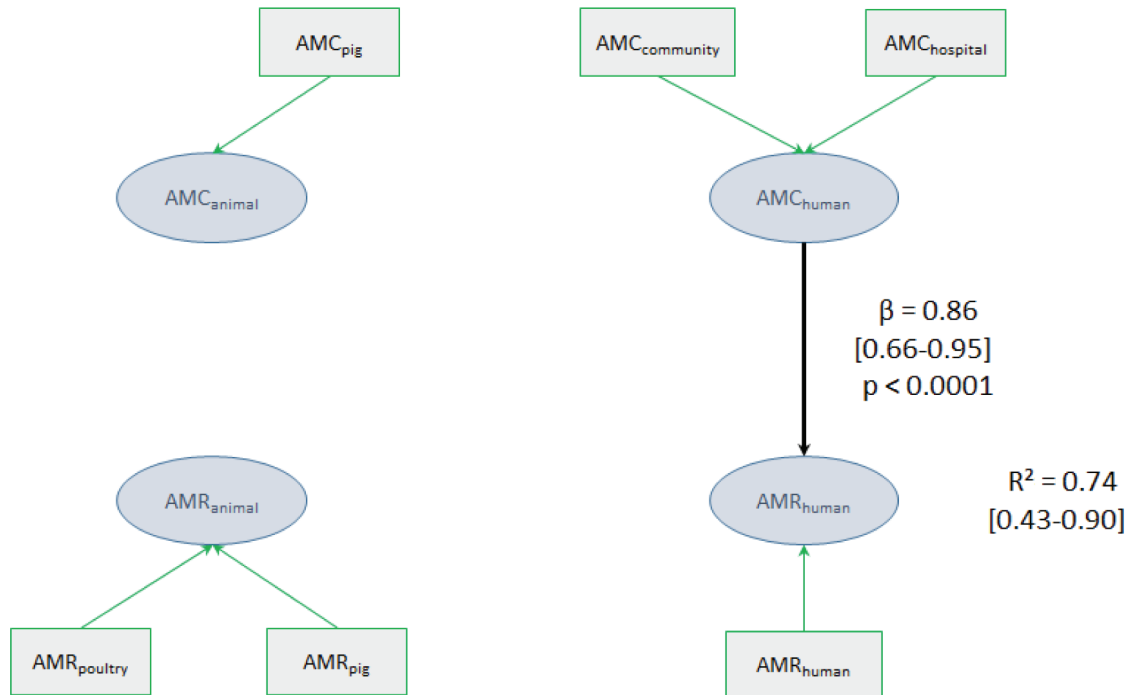 AMCpig
AMCcommunity
AMChospital
AMCanimal
AMChuman
β = 0.86
[0.66-0.95]
p < 0.0001
AMRanimal
AMRhuman
R² = 0.74
[0.43-0.90]
AMRpoultry
AMRpig
AMRhuman